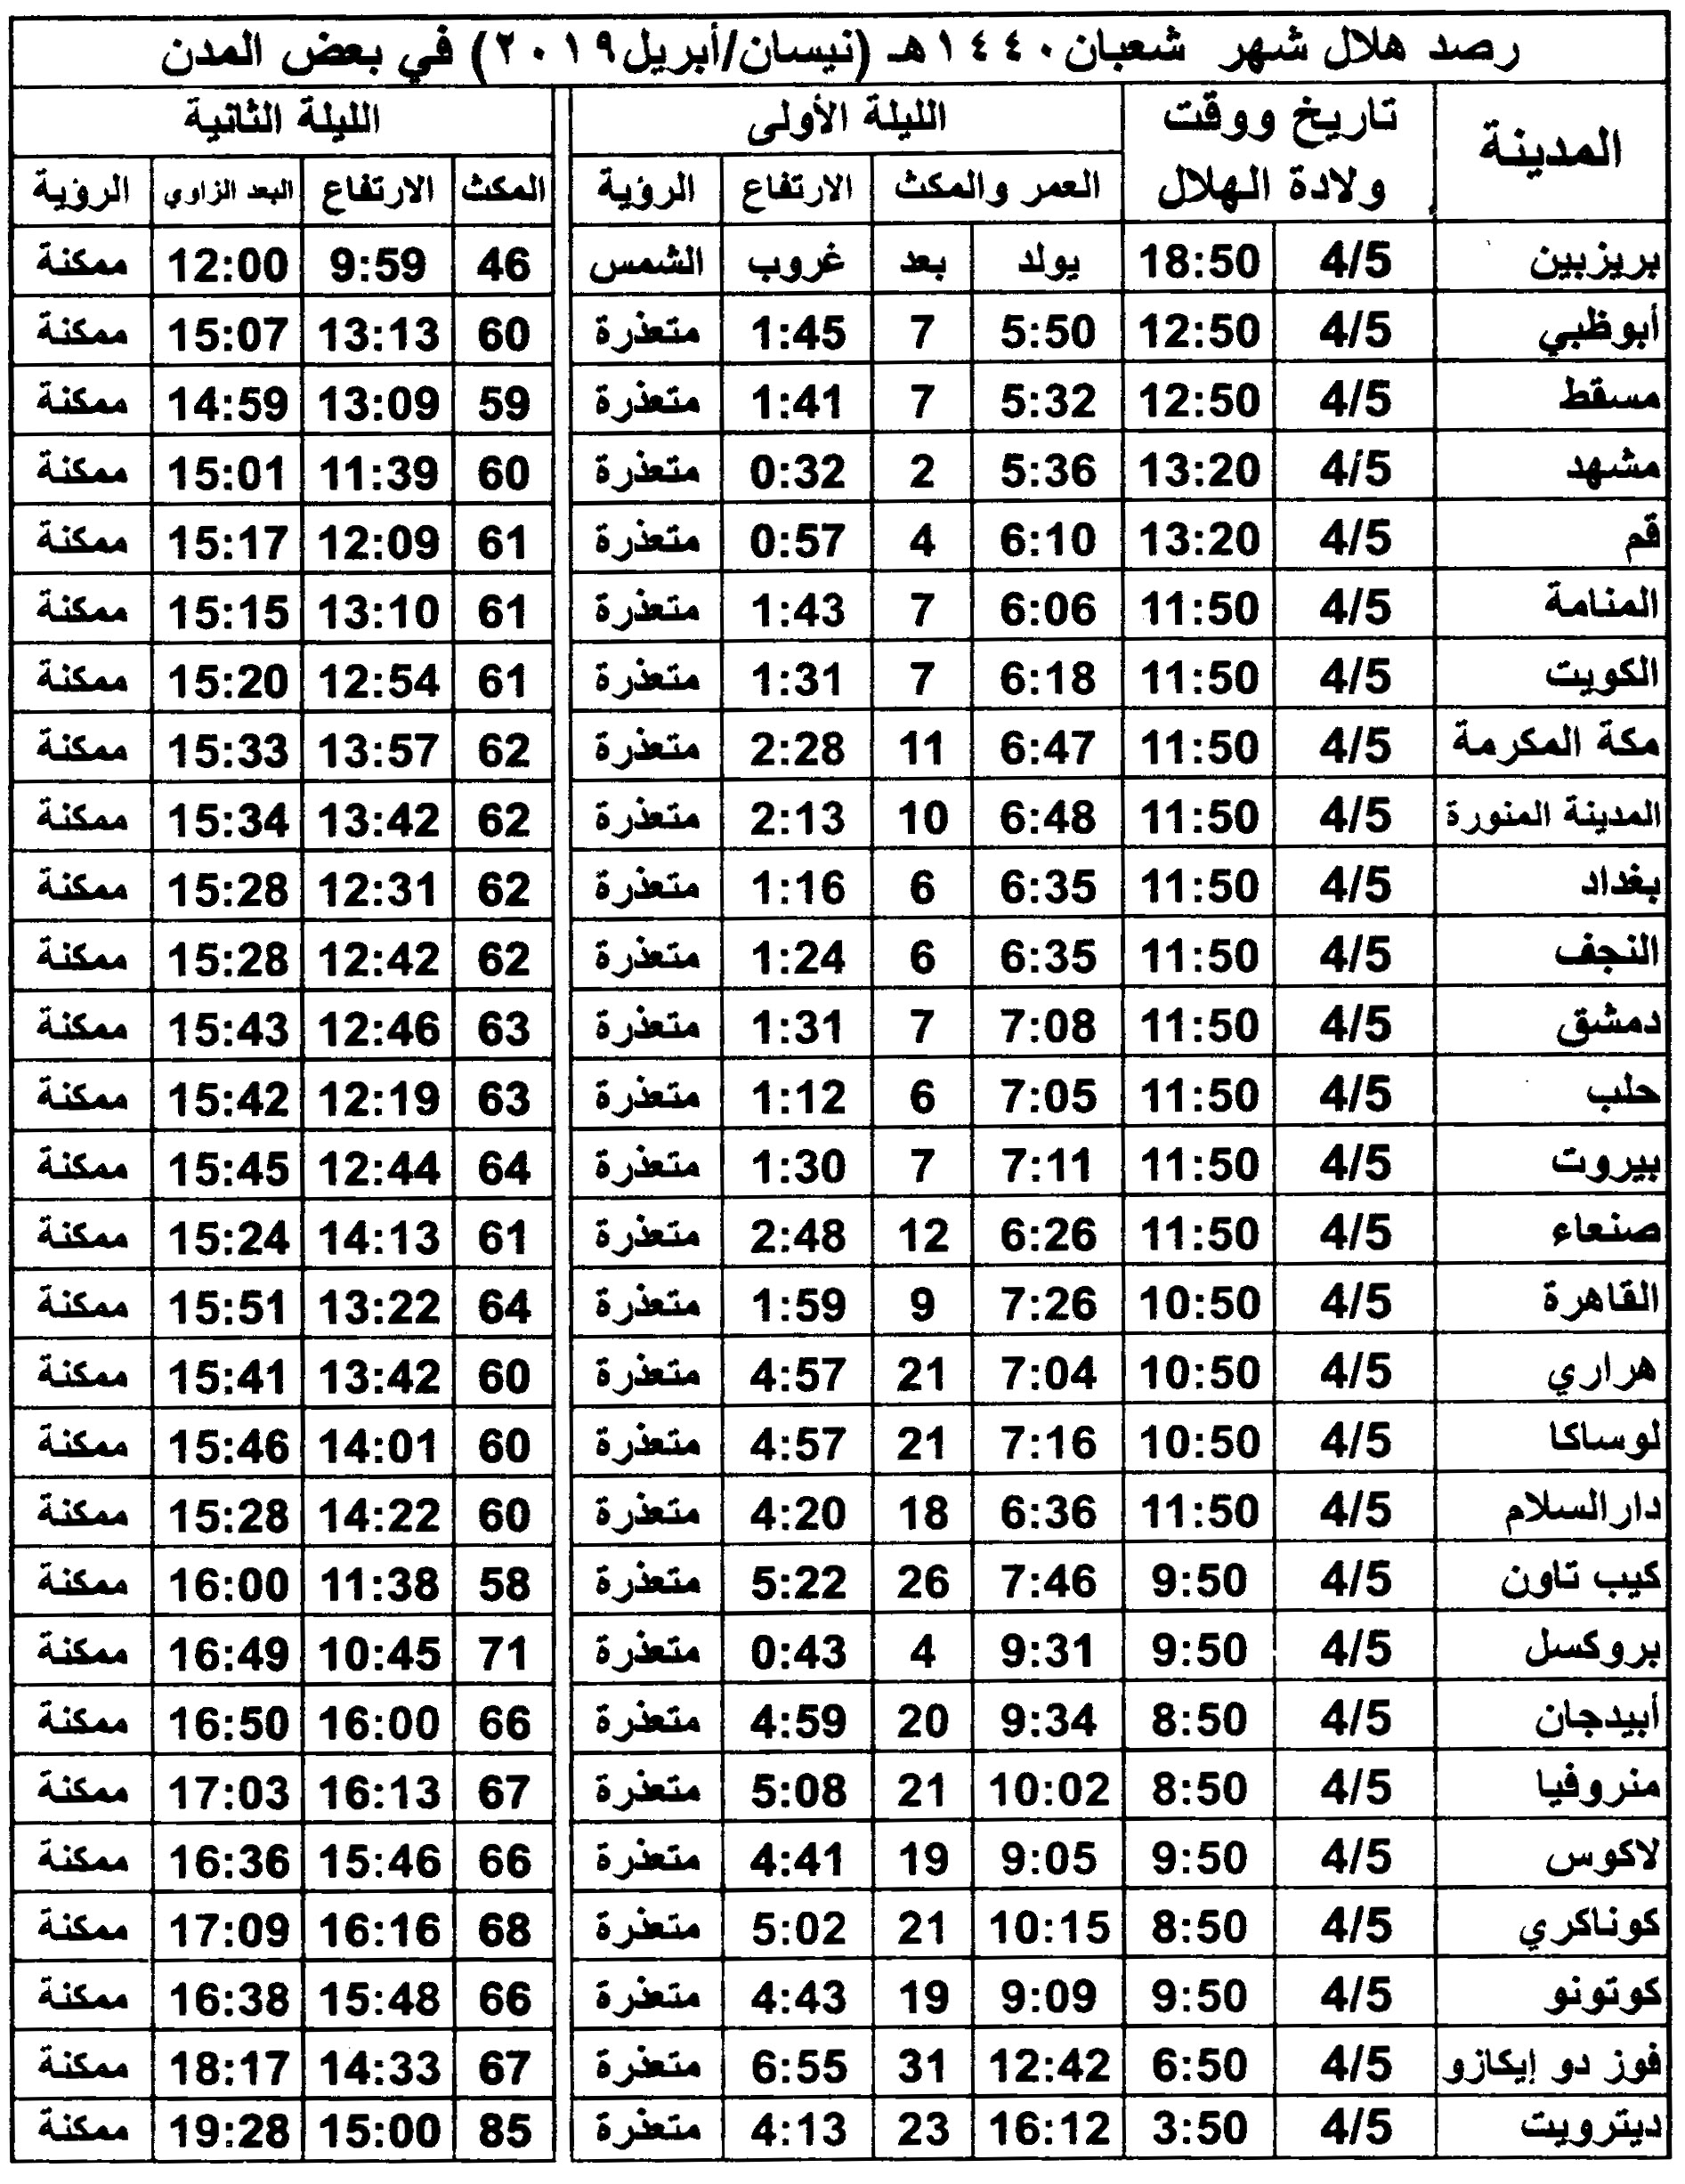 رصد هلال شهر شعبان ١٤٤٠هـ (نيسان/أبريل٢٠١٩) في بعض المدن
المدينة تاريخ ووقت ولادة الهلال الليلة الأولى الليلة الثانية
العمر والمكث الارتفاع الرؤية المكث الارتفاع البعد الزاوي الرؤية
بريزبين 4/5 18:50 يولد بعد غروب الشمس 46 9:59 12:00 ممكنة
أبوظبي 4/5 12:50 5:50 7 1:45 متعذرة 60 13:13 15:07 ممكنة
مسقط 4/5 12:50 5:32 7 1:41 متعذرة 59 13:09 14:59 ممكنة
مشهد 4/5 13:20 5:36 2 0:32 متعذرة 60 11:39 15:01 ممكنة
قم 4/5 13:20 6:10 4 0:57 متعذرة 61 12:09 15:17 ممكنة
المنامة 4/5 11:50 6:06 7 1:43 متعذرة 61 13:10 15:15 ممكنة
الكويت 4/5 11:50 6:18 7 1:31 متعذرة 61 12:54 15:20 ممكنة
مكة المكرمة 4/5 11:50 6:47 11 2:28 متعذرة 62 13:57 15:33 ممكنة
المدينة المنورة 4/5 11:50 6:48 10 2:13 متعذرة 62 13:42 15:34 ممكنة
بغداد 4/5 11:50 6:35 6 1:16 متعذرة 62 12:31 15:28 ممكنة
النجف 4/5 11:50 6:35 6 1:24 متعذرة 62 12:42 15:28 ممكنة
دمشق 4/5 11:50 7:08 7 1:31 متعذرة 63 12:46 15:43 ممكنة
حلب 4/5 11:50 7:05 6 1:12 متعذرة 63 12:19 15:42 ممكنة
بيروت 4/5 11:50 7:11 7 1:30 متعذرة 64 12:44 15:45 ممكنة
صنعاء 4/5 11:50 6:26 12 2:48 متعذرة 61 14:13 15:24 ممكنة
القاهرة 4/5 10:50 7:26 9 1:59 متعذرة 64 13:22 15:51 ممكنة
هراري 4/5 10:50 7:04 21 4:57 متعذرة 60 13:42 15:41 ممكنة
لوساكا 4/5 10:50 7:16 21 4:57 متعذرة 60 14:01 15:46 ممكنة
دارالسلام 4/5 11:50 6:36 18 4:20 متعذرة 60 14:22 15:28 ممكنة
كيب تاون 4/5 9:50 7:46 26 5:22 متعذرة 58 11:38 16:00 ممكنة
بروكسل 4/5 9:50 9:31 4 0:43 متعذرة 71 10:45 16:49 ممكنة
أبيدجان 4/5 8:50 9:34 20 4:59 متعذرة 66 16:00 16:50 ممكنة
منروفيا 4/5 8:50 10:02 21 5:08 متعذرة 67 16:13 17:03 ممكنة
لاكوس 4/5 9:50 9:05 19 4:41 متعذرة 66 15:46 16:36 ممكنة
كوناكري 4/5 8:50 10:15 21 5:02 متعذرة 68 16:16 17:09 ممكنة
كوتونو 4/5 9:50 9:09 19 4:43 متعذرة 66 15:48 16:38 ممكنة
فوز دو إيكازو 4/5 6:50 12:42 31 6:55 متعذرة 67 14:33 18:17 ممكنة
ديترويت 4/5 3:50 16:12 23 4:13 متعذرة 85 15:00 19:28 ممكنة